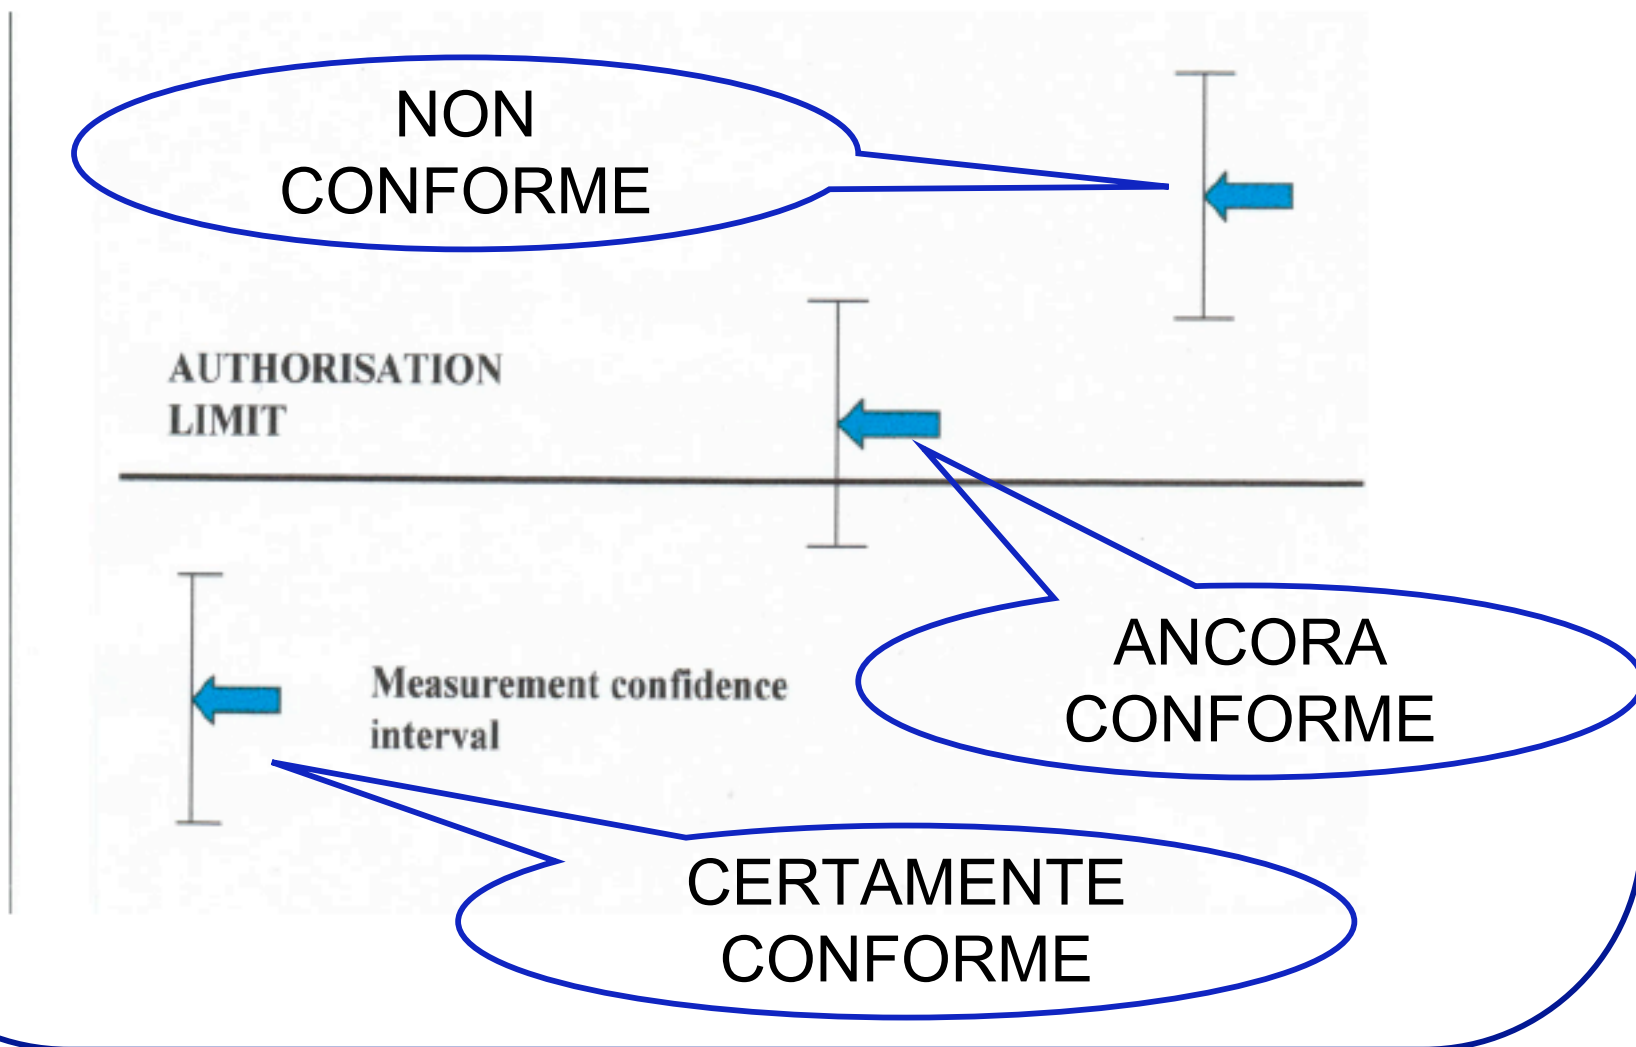 NON
CONFORME
AUTHORISATION
LIMIT
Measurement confidence
interval
ANCORA
CONFORME
CERTAMENTE
CONFORME